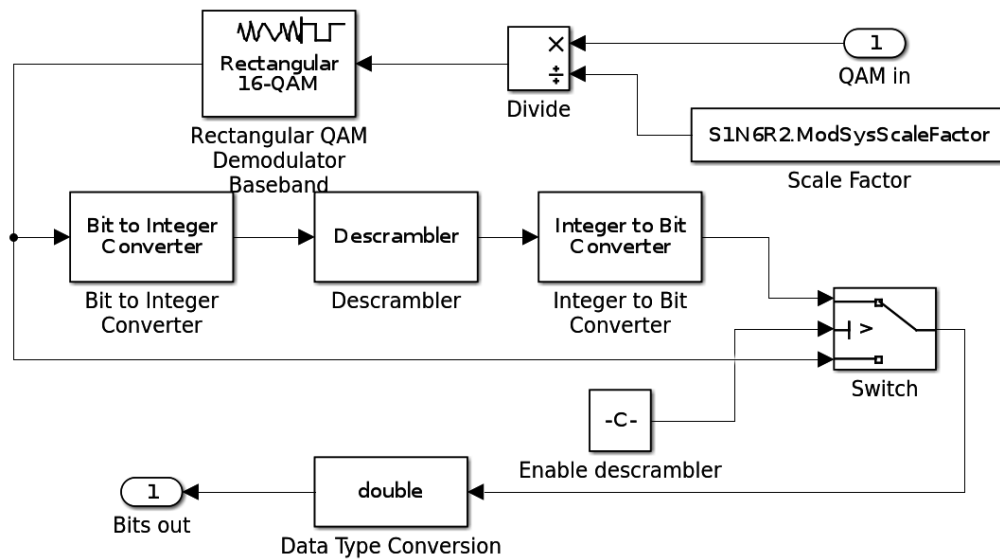 Rectangular
16-QAM
Rectangular QAM
Demodulator
Baseband
×
÷
Divide
1
QAM in
S1N6R2.ModSysScaleFactor
Scale Factor
Bit to Integer
Converter
Bit to Integer
Converter
Descrambler
Descrambler
Integer to Bit
Converter
Integer to Bit
Converter
>
Switch
-C-
Enable descrambler
double
Data Type Conversion
1
Bits out